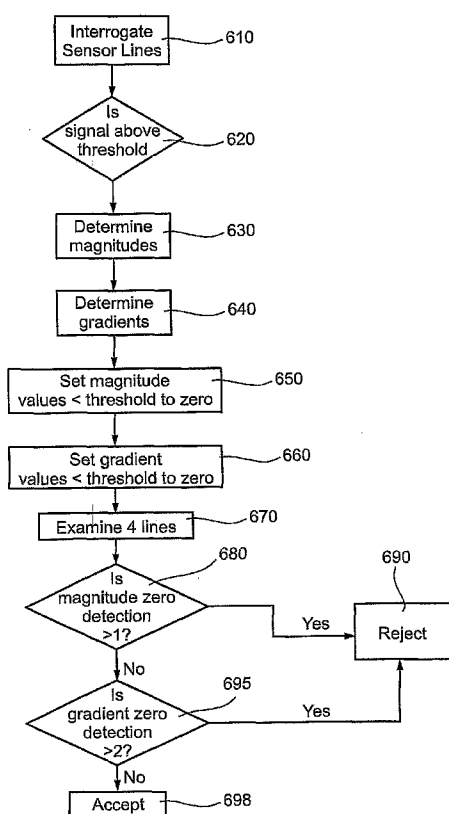 Interrogate
Sensor Lines
610
Is
signal above
threshold
620
Determine
magnitudes
630
Determine
gradients
640
Set magnitude
values < threshold to zero
650
Set gradient
values < threshold to zero
660
Examine 4 lines
670
680
Is
magnitude zero
detection
>1?
Yes
690
Reject
No
Is
gradient zero
detection
>2?
695
Yes
No
Accept
698